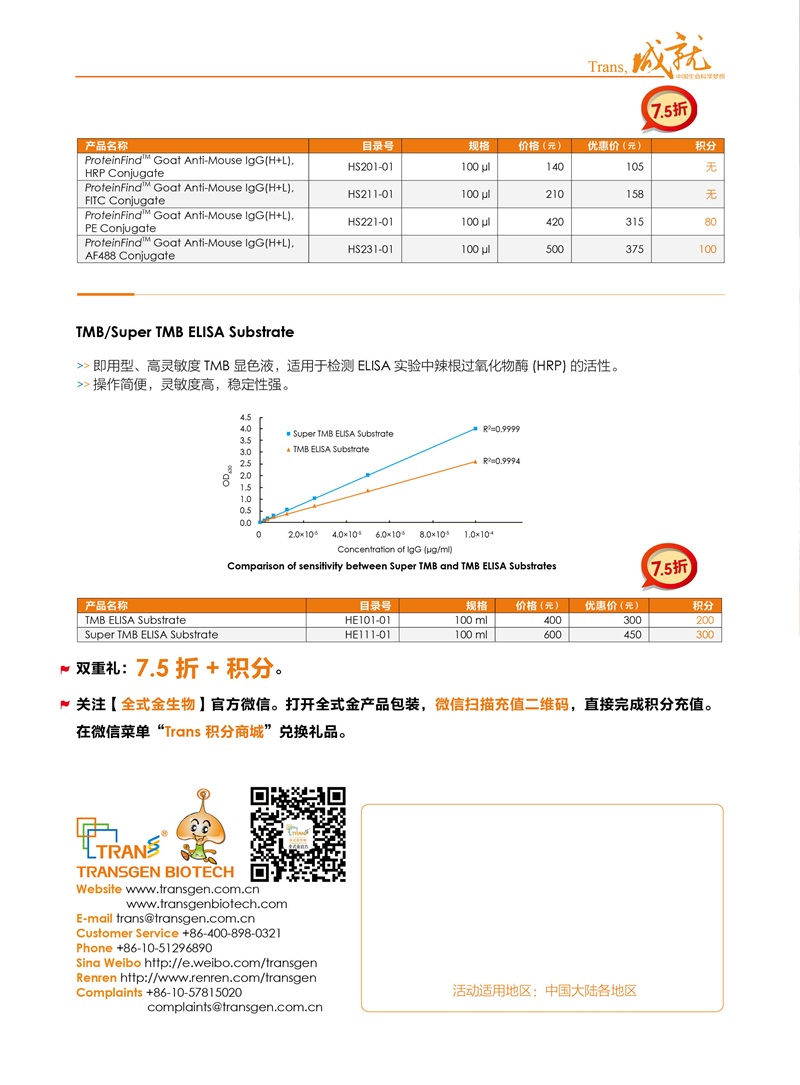 Trans, 成就
中国生命科学梦想
7.5折
产品名称 目录号 规格 价格（元） 优惠价（元） 积分
ProteinFind™ Goat Anti-Mouse IgG(H+L),
HRP Conjugate HS201-01 100 μl 140 105 无
ProteinFind™ Goat Anti-Mouse IgG(H+L),
FITC Conjugate HS211-01 100 μl 210 158 无
ProteinFind™ Goat Anti-Mouse IgG(H+L),
PE Conjugate HS221-01 100 μl 420 315 80
ProteinFind™ Goat Anti-Mouse IgG(H+L),
AF488 Conjugate HS231-01 100 μl 500 375 100
TMB/Super TMB ELISA Substrate
>> 即用型、高灵敏度 TMB 显色液，适用于检测 ELISA 实验中辣根过氧化物酶 (HRP) 的活性。
>> 操作简便，灵敏度高，稳定性强。
4.5
4.0
3.5
3.0
2.5
2.0
1.5
1.0
0.5
0.0
OD630
Super TMB ELISA Substrate
TMB ELISA Substrate
R²=0.9999
R²=0.9994
0 2.0×10⁻⁵ 4.0×10⁻⁵ 6.0×10⁻⁵ 8.0×10⁻⁵ 1.0×10⁻⁴
Concentration of IgG (μg/ml)
Comparison of sensitivity between Super TMB and TMB ELISA Substrates
7.5折
产品名称 目录号 规格 价格（元） 优惠价（元） 积分
TMB ELISA Substrate HE101-01 100 ml 400 300 200
Super TMB ELISA Substrate HE111-01 100 ml 600 450 300
双重礼：7.5 折 + 积分。
关注【全式金生物】官方微信。打开全式金产品包装，微信扫描充值二维码，直接完成积分充值。
在微信菜单“Trans 积分商城”兑换礼品。
TRANS®
TRANSGEN BIOTECH
Website www.transgen.com.cn
www.transgenbiotech.com
E-mail trans@transgen.com.cn
Customer Service +86-400-898-0321
Phone +86-10-51296890
Sina Weibo http://e.weibo.com/transgen
Renren http://www.renren.com/transgen
Complaints +86-10-57815020
complaints@transgen.com.cn
活动适用地区：中国大陆各地区